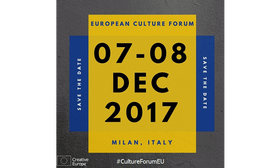 EUROPEAN CULTURE FORUM
SAVE THE DATE
07-08
DEC
2017
SAVE THE DATE
MILAN, ITALY
Creative
Europe
#CultureForumEU